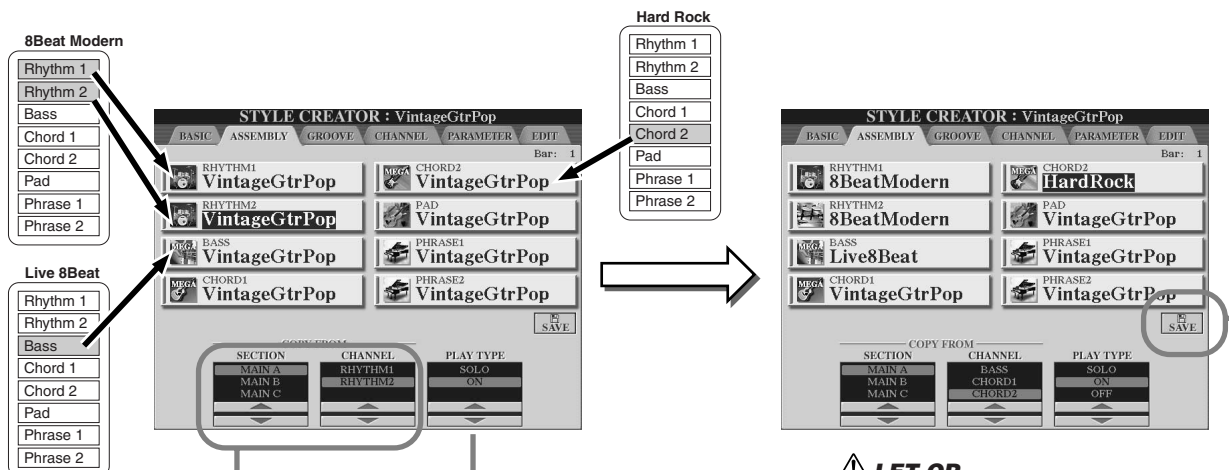 8Beat Modern
Rhythm 1
Rhythm 2
Bass
Chord 1
Chord 2
Pad
Phrase 1
Phrase 2
Live 8Beat
Rhythm 1
Rhythm 2
Bass
Chord 1
Chord 2
Pad
Phrase 1
Phrase 2
Hard Rock
Rhythm 1
Rhythm 2
Bass
Chord 1
Chord 2
Pad
Phrase 1
Phrase 2
STYLE CREATOR : VintageGtrPop
BASIC ASSEMBLY GROOVE CHANNEL PARAMETER EDIT
Bar: 1
RHYTHM1
VintageGtrPop
MEGA CHORD2
VintageGtrPop
RHYTHM2
VintageGtrPop
PAD
VintageGtrPop
MEGA BASS
VintageGtrPop
PHRASE1
VintageGtrPop
MEGA CHORD1
VintageGtrPop
PHRASE2
VintageGtrPop
SAVE
COPY FROM
SECTION CHANNEL PLAY TYPE
MAIN A RHYTHM1 SOLO
MAIN B RHYTHM2 ON
MAIN C
STYLE CREATOR : VintageGtrPop
BASIC ASSEMBLY GROOVE CHANNEL PARAMETER EDIT
Bar: 1
RHYTHM1
8BeatModern
MEGA CHORD2
HardRock
RHYTHM2
8BeatModern
PAD
VintageGtrPop
MEGA BASS
Live8Beat
PHRASE1
VintageGtrPop
MEGA CHORD1
VintageGtrPop
PHRASE2
VintageGtrPop
SAVE
COPY FROM
SECTION CHANNEL PLAY TYPE
MAIN A BASS SOLO
MAIN B CHORD1 ON
MAIN C CHORD2 OFF